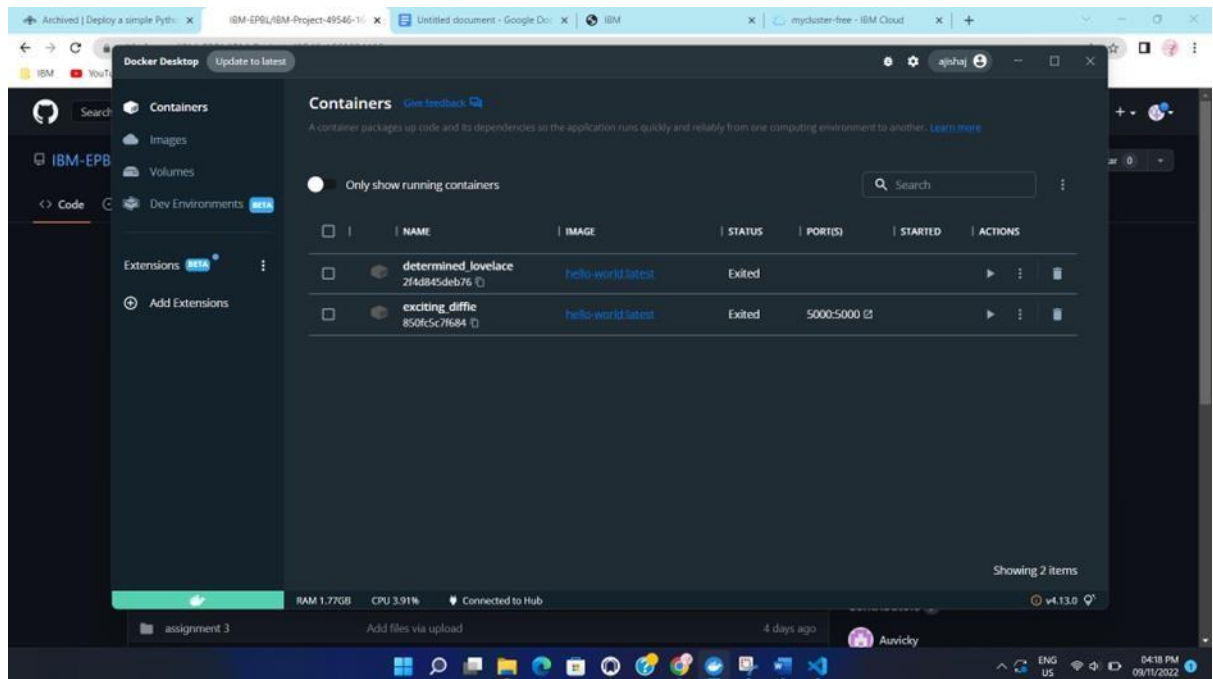 Archived | Deploy a simple Pytho
IBM-EPBL/IBM-Project-49546-16
Untitled document - Google Doc
IBM
mycluster-free - IBM Cloud
IBM
YouTu
Docker Desktop
Update to latest
ajishaj
Search
IBM-EPB
Code
ar 0
Containers
Images
Volumes
Dev Environments BETA
Extensions BETA
Add Extensions
Containers Give feedback
A container packages up code and its dependencies so the application runs quickly and reliably from one computing environment to another. Learn more
Only show running containers
Search
NAME IMAGE STATUS PORT(S) STARTED ACTIONS
determined_lovelace hello-world:latest Exited
2f4d845deb76
exciting_diffie hello-world:latest Exited 5000:5000
850fc5c7f684
Showing 2 items
RAM 1.77GB CPU 3.91% Connected to Hub v4.13.0
assignment 3 Add files via upload 4 days ago
Auvicky
ENG
US
04:18 PM
09/11/2022